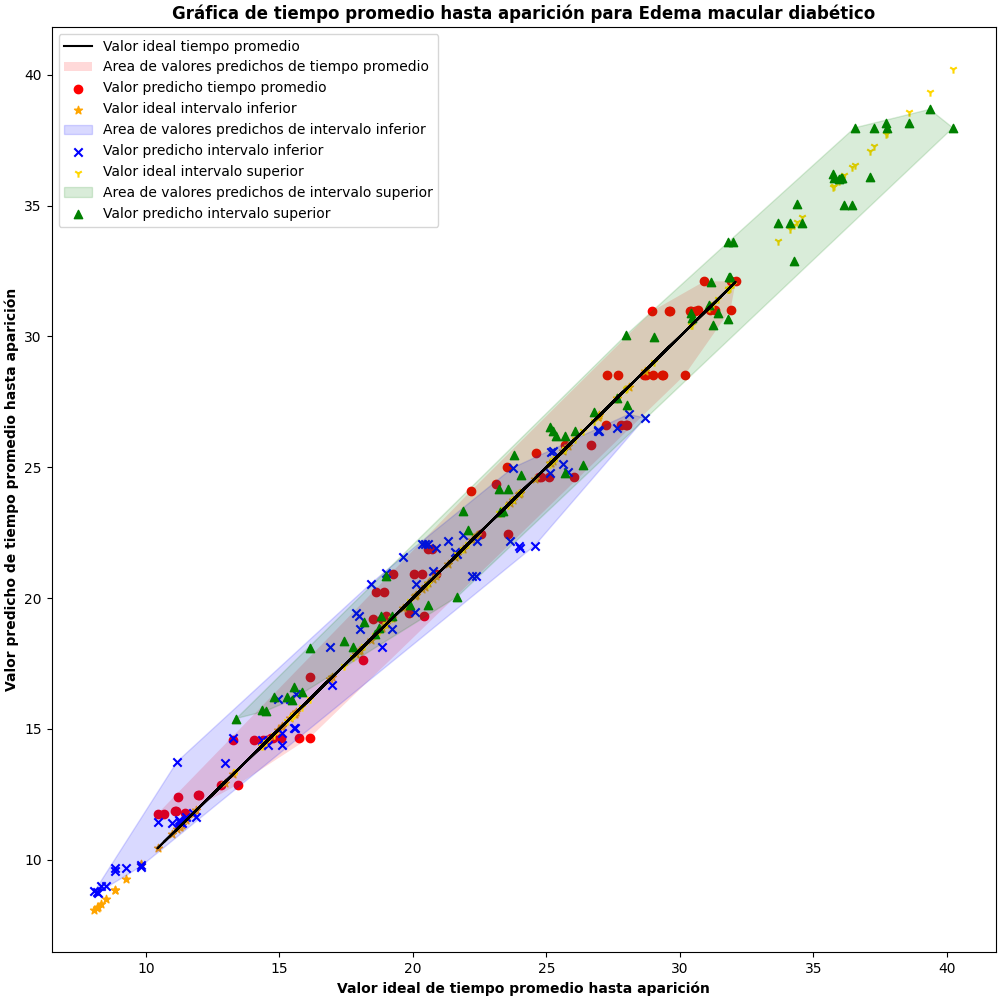 Gráfica de tiempo promedio hasta aparición para Edema macular diabético
Valor ideal tiempo promedio
Area de valores predichos de tiempo promedio
Valor predicho tiempo promedio
Valor ideal intervalo inferior
Area de valores predichos de intervalo inferior
Valor predicho intervalo inferior
Valor ideal intervalo superior
Area de valores predichos de intervalo superior
Valor predicho intervalo superior
Valor predicho de tiempo promedio hasta aparición
40
35
30
25
20
15
10
10 15 20 25 30 35 40
Valor ideal de tiempo promedio hasta aparición